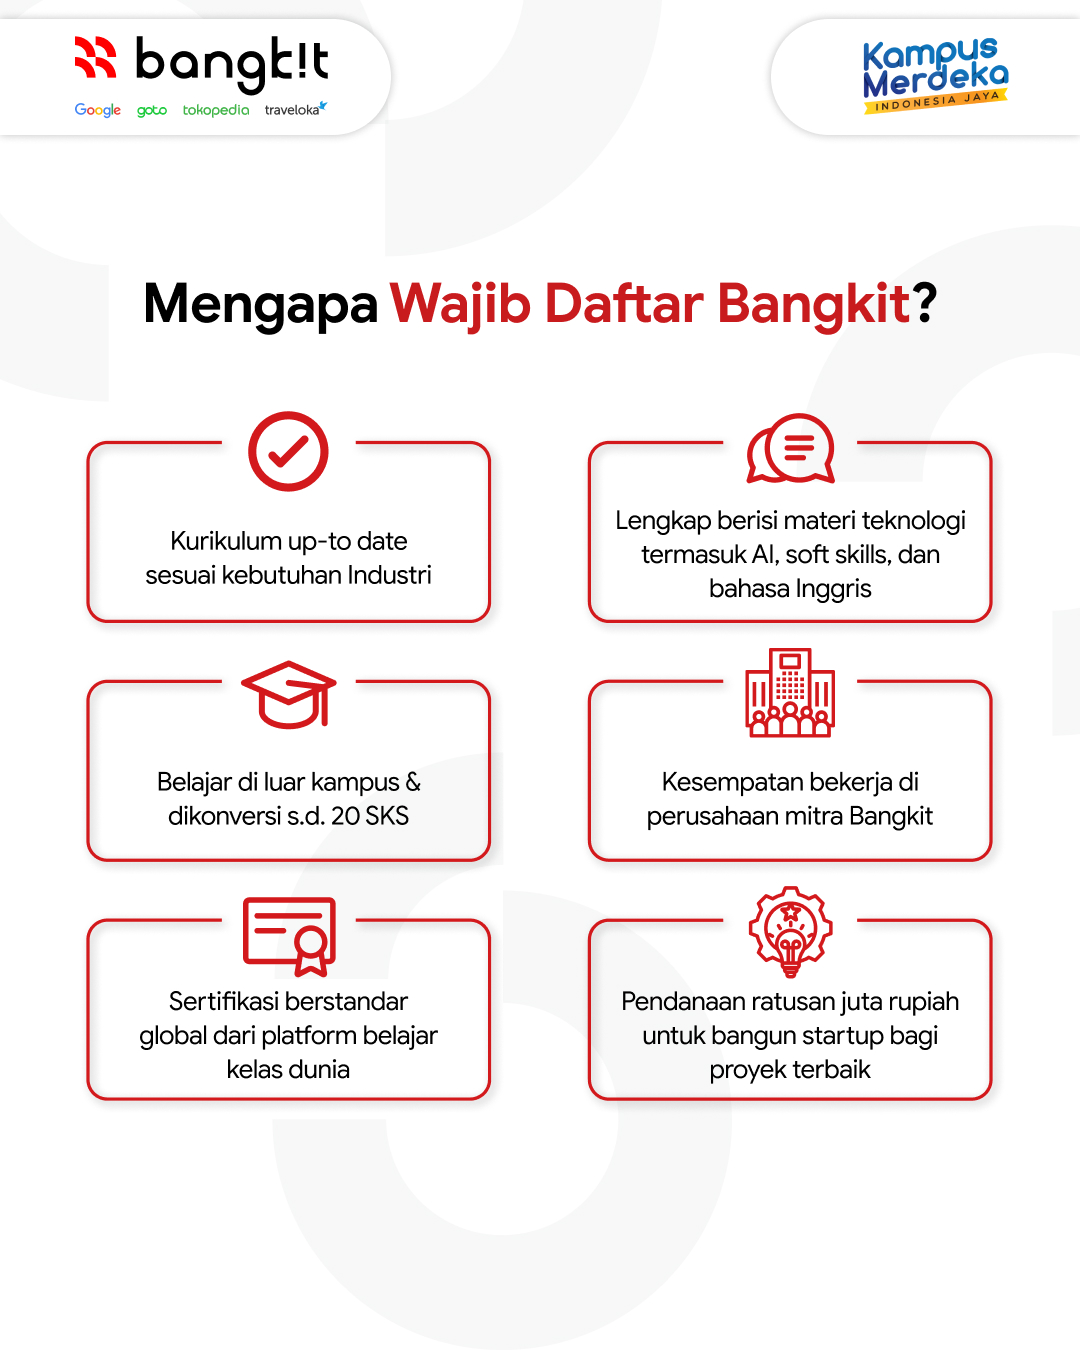 bangk!t
Google goto tokopedia traveloka
Kampus
Merdeka
INDONESIA JAYA
Mengapa Wajib Daftar Bangkit?
Kurikulum up-to date
sesuai kebutuhan Industri
Lengkap berisi materi teknologi
termasuk AI, soft skills, dan
bahasa Inggris
Belajar di luar kampus &
dikonversi s.d. 20 SKS
Kesempatan bekerja di
perusahaan mitra Bangkit
Sertifikasi berstandar
global dari platform belajar
kelas dunia
Pendanaan ratusan juta rupiah
untuk bangun startup bagi
proyek terbaik